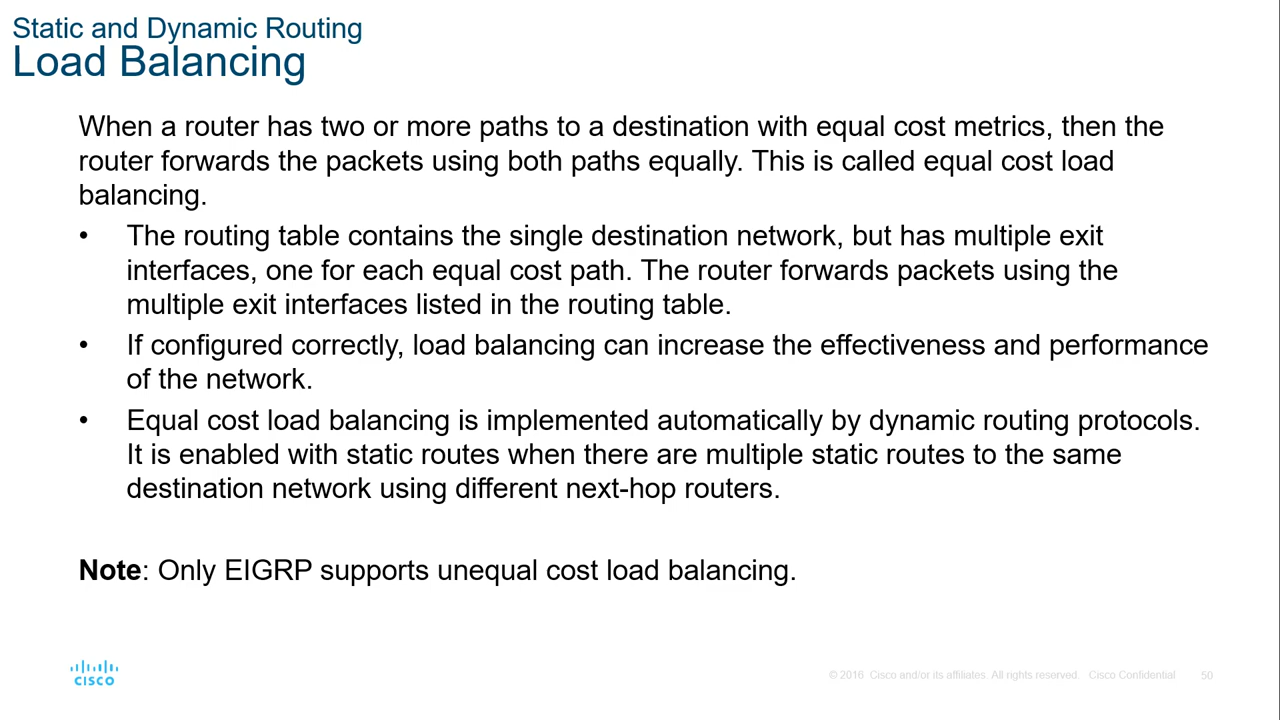 Static and Dynamic Routing
Load Balancing
When a router has two or more paths to a destination with equal cost metrics, then the
router forwards the packets using both paths equally. This is called equal cost load
balancing.
• The routing table contains the single destination network, but has multiple exit
interfaces, one for each equal cost path. The router forwards packets using the
multiple exit interfaces listed in the routing table.
• If configured correctly, load balancing can increase the effectiveness and performance
of the network.
• Equal cost load balancing is implemented automatically by dynamic routing protocols.
It is enabled with static routes when there are multiple static routes to the same
destination network using different next-hop routers.
Note: Only EIGRP supports unequal cost load balancing.
CISCO
© 2016 Cisco and/or its affiliates. All rights reserved. Cisco Confidential 50